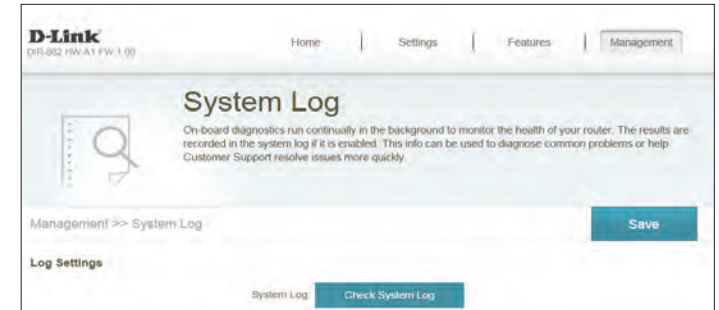 D-Link
DIR-882 HW:A1 FW:1.00
Home | Settings | Features | Management
System Log
On-board diagnostics run continually in the background to monitor the health of your router. The results are
recorded in the system log if it is enabled. This info can be used to diagnose common problems or help
Customer Support resolve issues more quickly.
Management >> System Log
Save
Log Settings
System Log: Check System Log